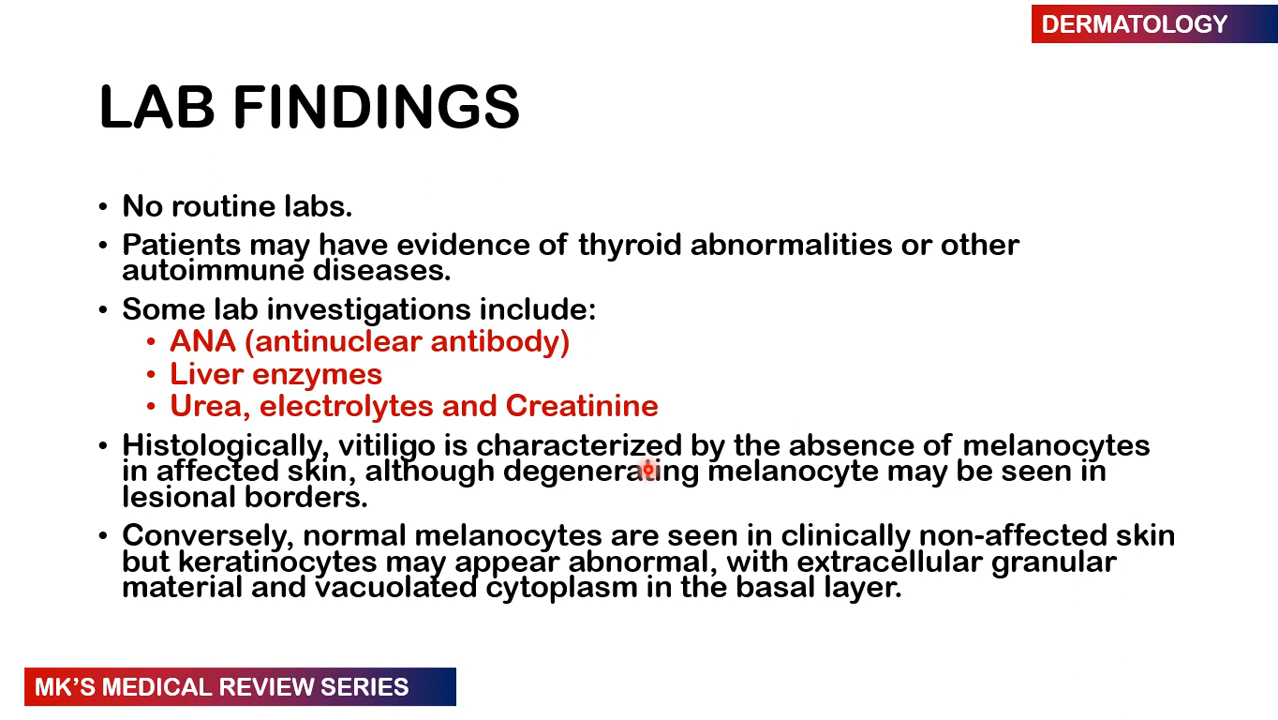 DERMATOLOGY
LAB FINDINGS
• No routine labs.
• Patients may have evidence of thyroid abnormalities or other
autoimmune diseases.
• Some lab investigations include:
• ANA (antinuclear antibody)
• Liver enzymes
• Urea, electrolytes and Creatinine
• Histologically, vitiligo is characterized by the absence of melanocytes
in affected skin, although degenerating melanocyte may be seen in
lesional borders.
• Conversely, normal melanocytes are seen in clinically non-affected skin
but keratinocytes may appear abnormal, with extracellular granular
material and vacuolated cytoplasm in the basal layer.
MK'S MEDICAL REVIEW SERIES